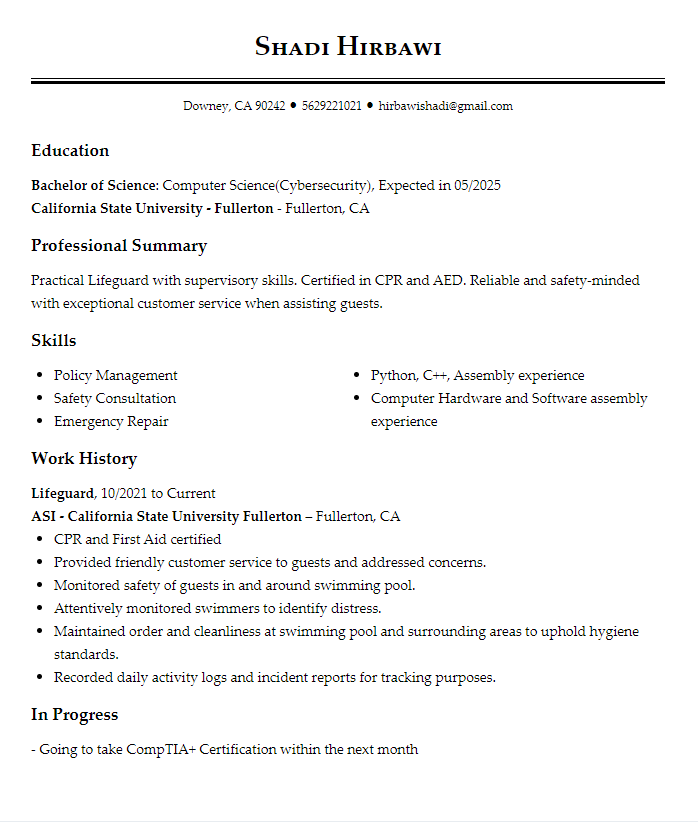 Shadi Hirbawi
Downey, CA 90242 ● 5629221021 ● hirbawishadi@gmail.com
Education
Bachelor of Science: Computer Science(Cybersecurity), Expected in 05/2025
California State University - Fullerton - Fullerton, CA
Professional Summary
Practical Lifeguard with supervisory skills. Certified in CPR and AED. Reliable and safety-minded
with exceptional customer service when assisting guests.
Skills
• Policy Management
• Safety Consultation
• Emergency Repair
• Python, C++, Assembly experience
• Computer Hardware and Software assembly
experience
Work History
Lifeguard, 10/2021 to Current
ASI - California State University Fullerton – Fullerton, CA
• CPR and First Aid certified
• Provided friendly customer service to guests and addressed concerns.
• Monitored safety of guests in and around swimming pool.
• Attentively monitored swimmers to identify distress.
• Maintained order and cleanliness at swimming pool and surrounding areas to uphold hygiene
standards.
• Recorded daily activity logs and incident reports for tracking purposes.
In Progress
- Going to take CompTIA+ Certification within the next month